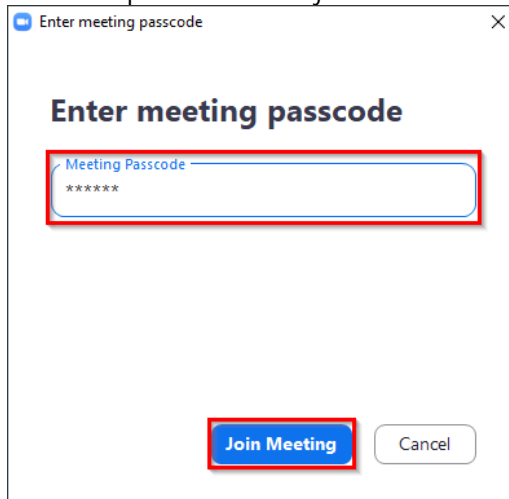 Enter meeting passcode
Enter meeting passcode
Meeting Passcode
******
Join Meeting
Cancel